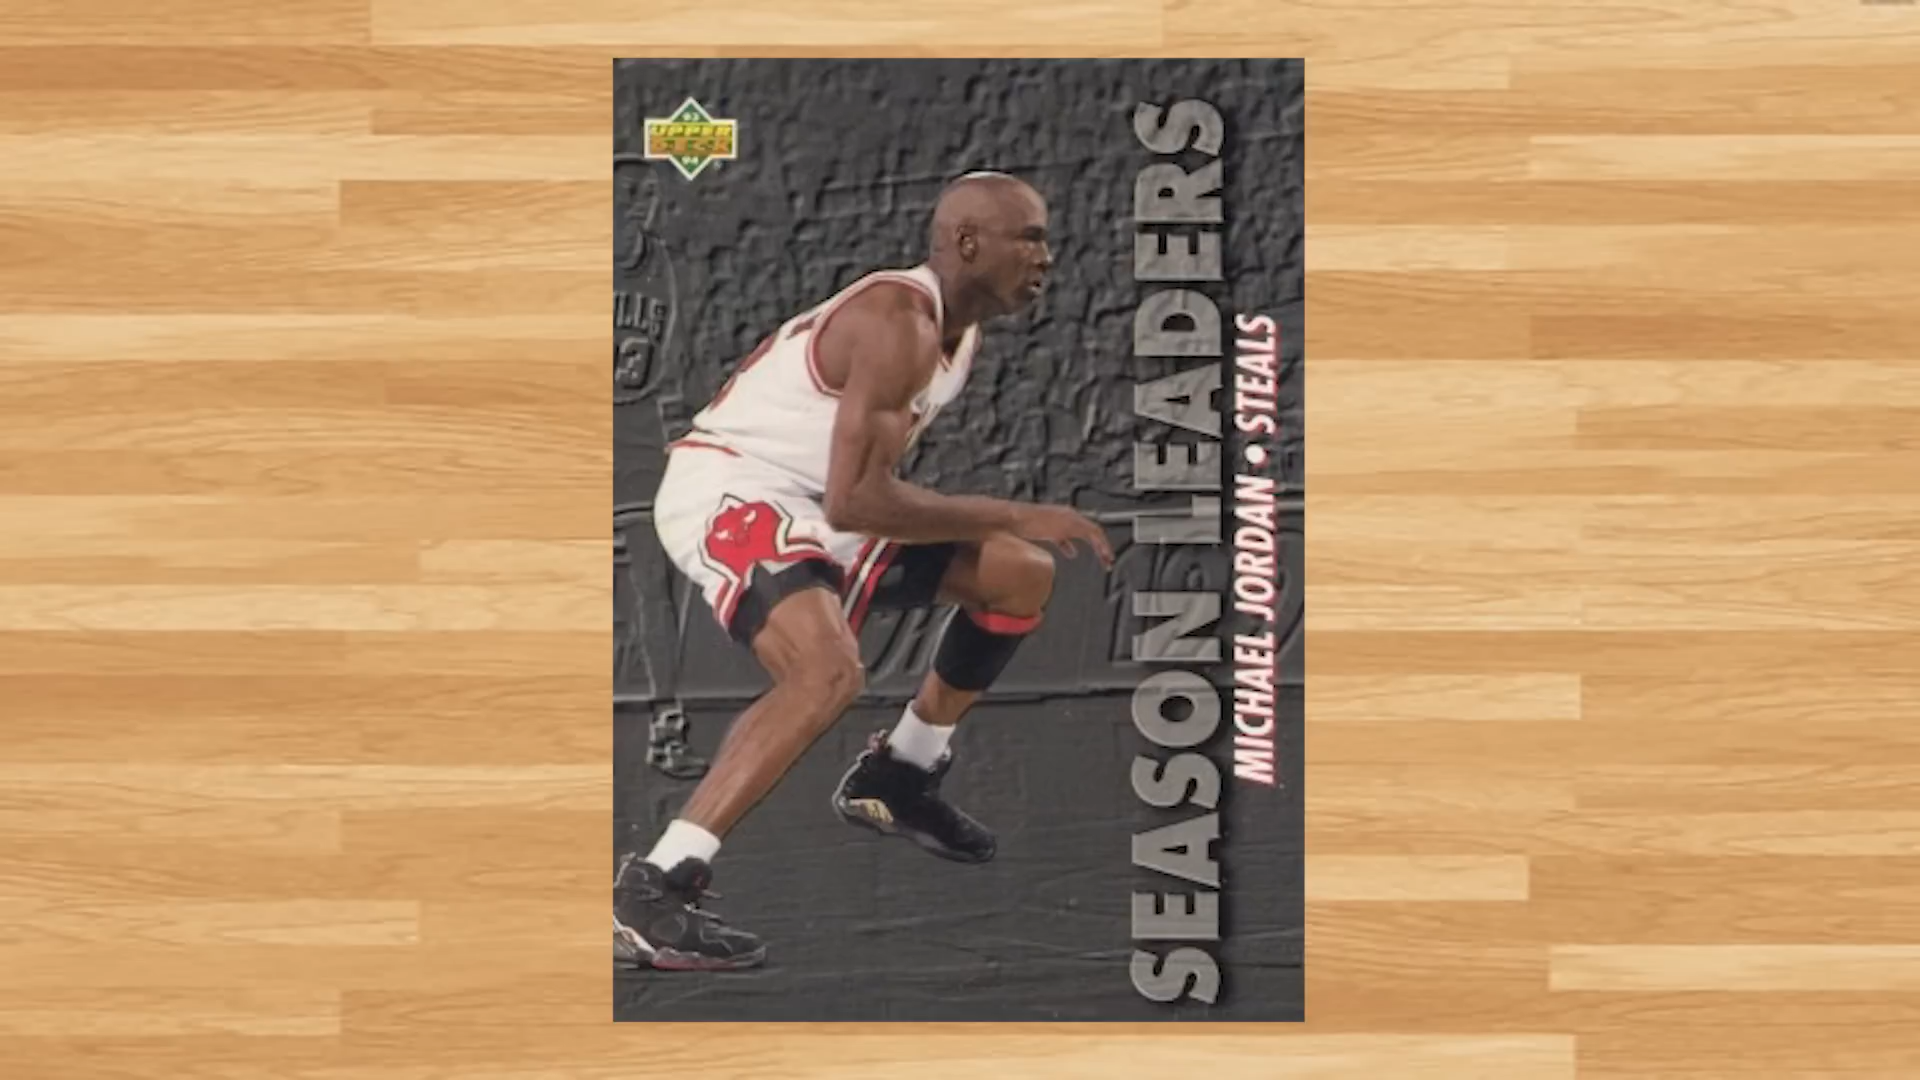 93
UPPER
DECK
94
SEASON LEADERS
MICHAEL JORDAN • STEALS